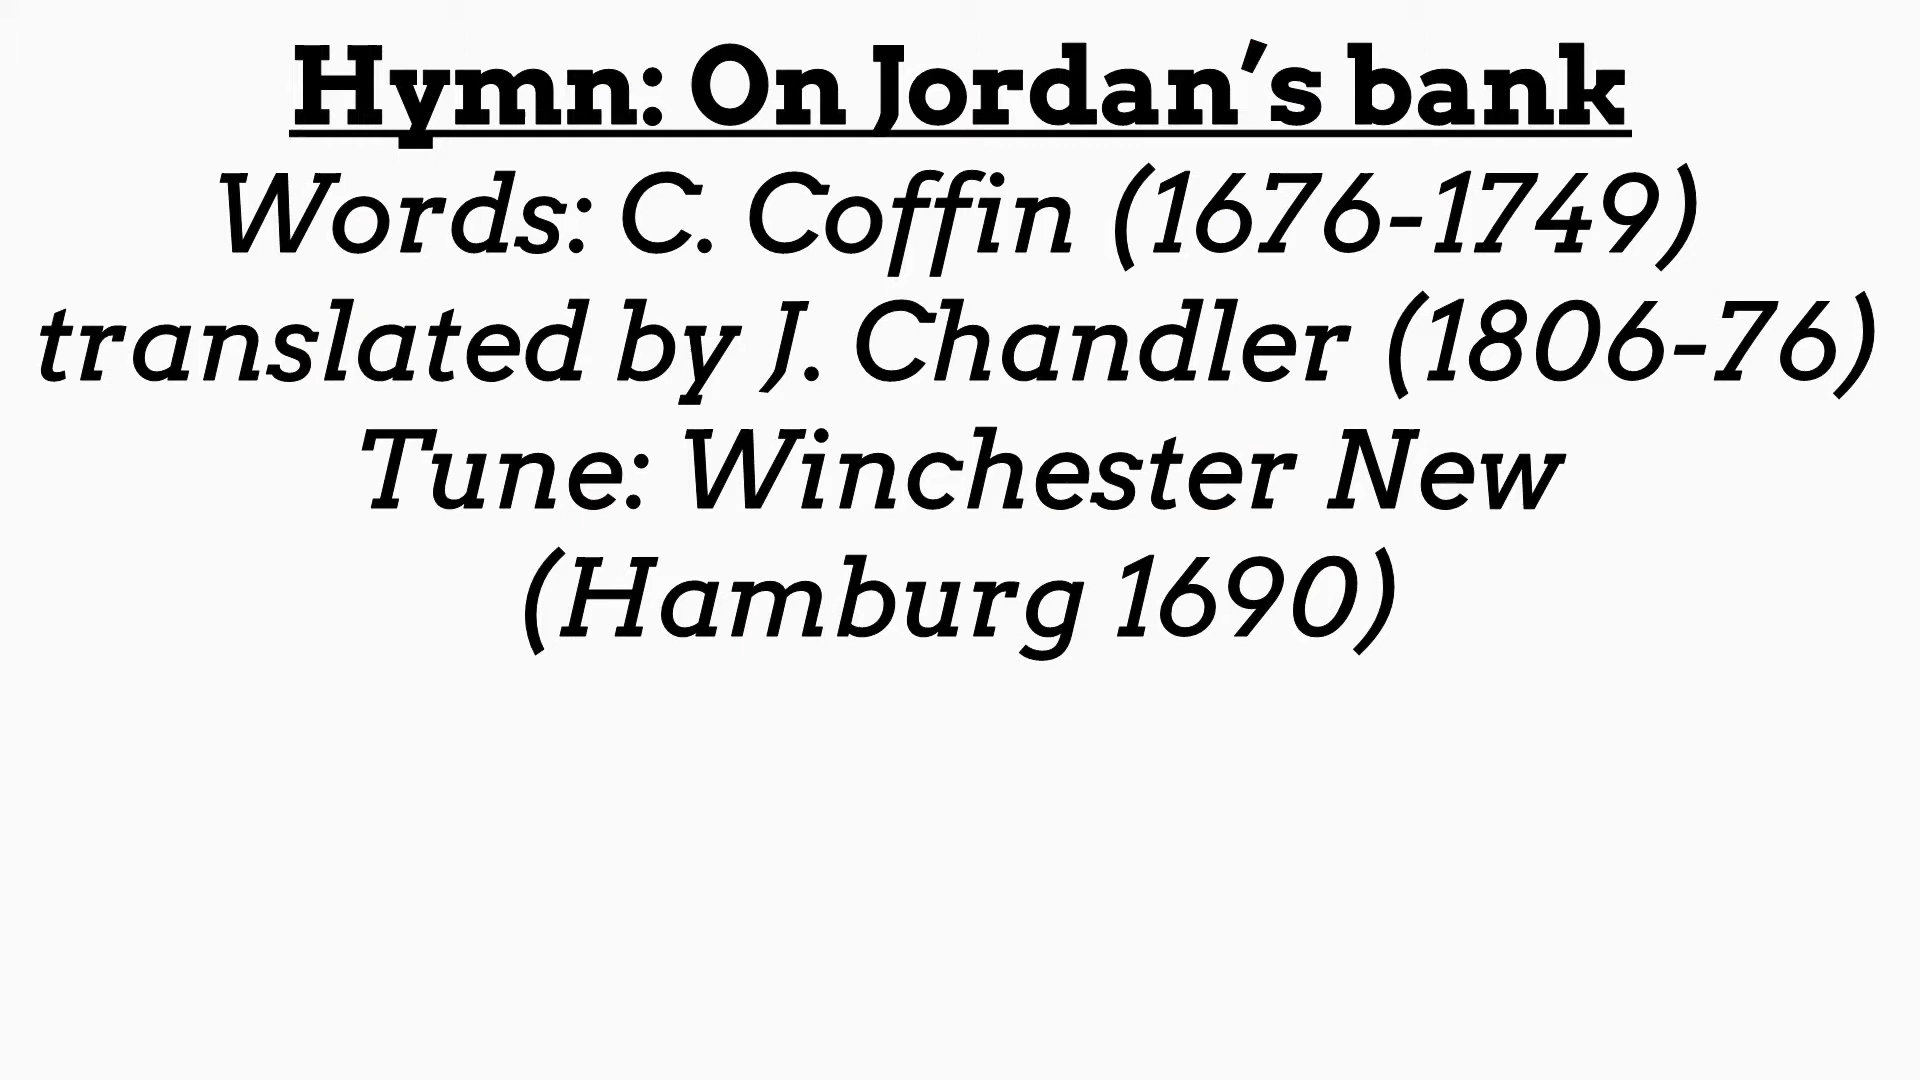 Hymn: On Jordan’s bank
Words: C. Coffin (1676-1749)
translated by J. Chandler (1806-76)
Tune: Winchester New
(Hamburg 1690)